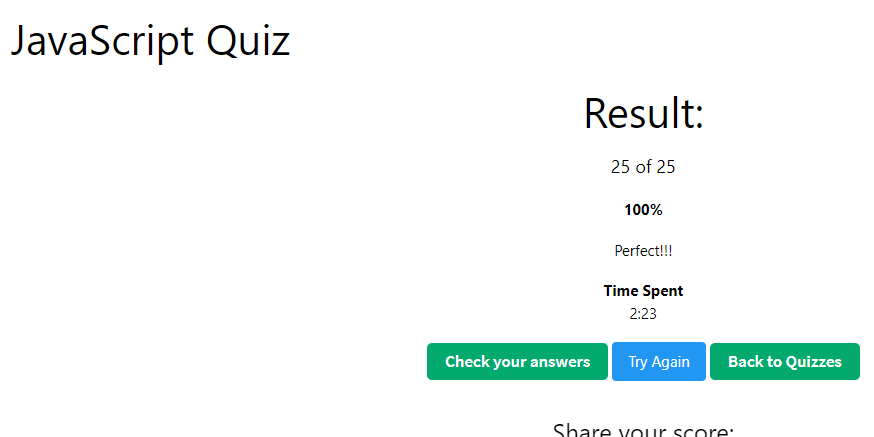 JavaScript Quiz
Result:
25 of 25
100%
Perfect!!!
Time Spent
2:23
Check your answers Try Again Back to Quizzes
Share your score: